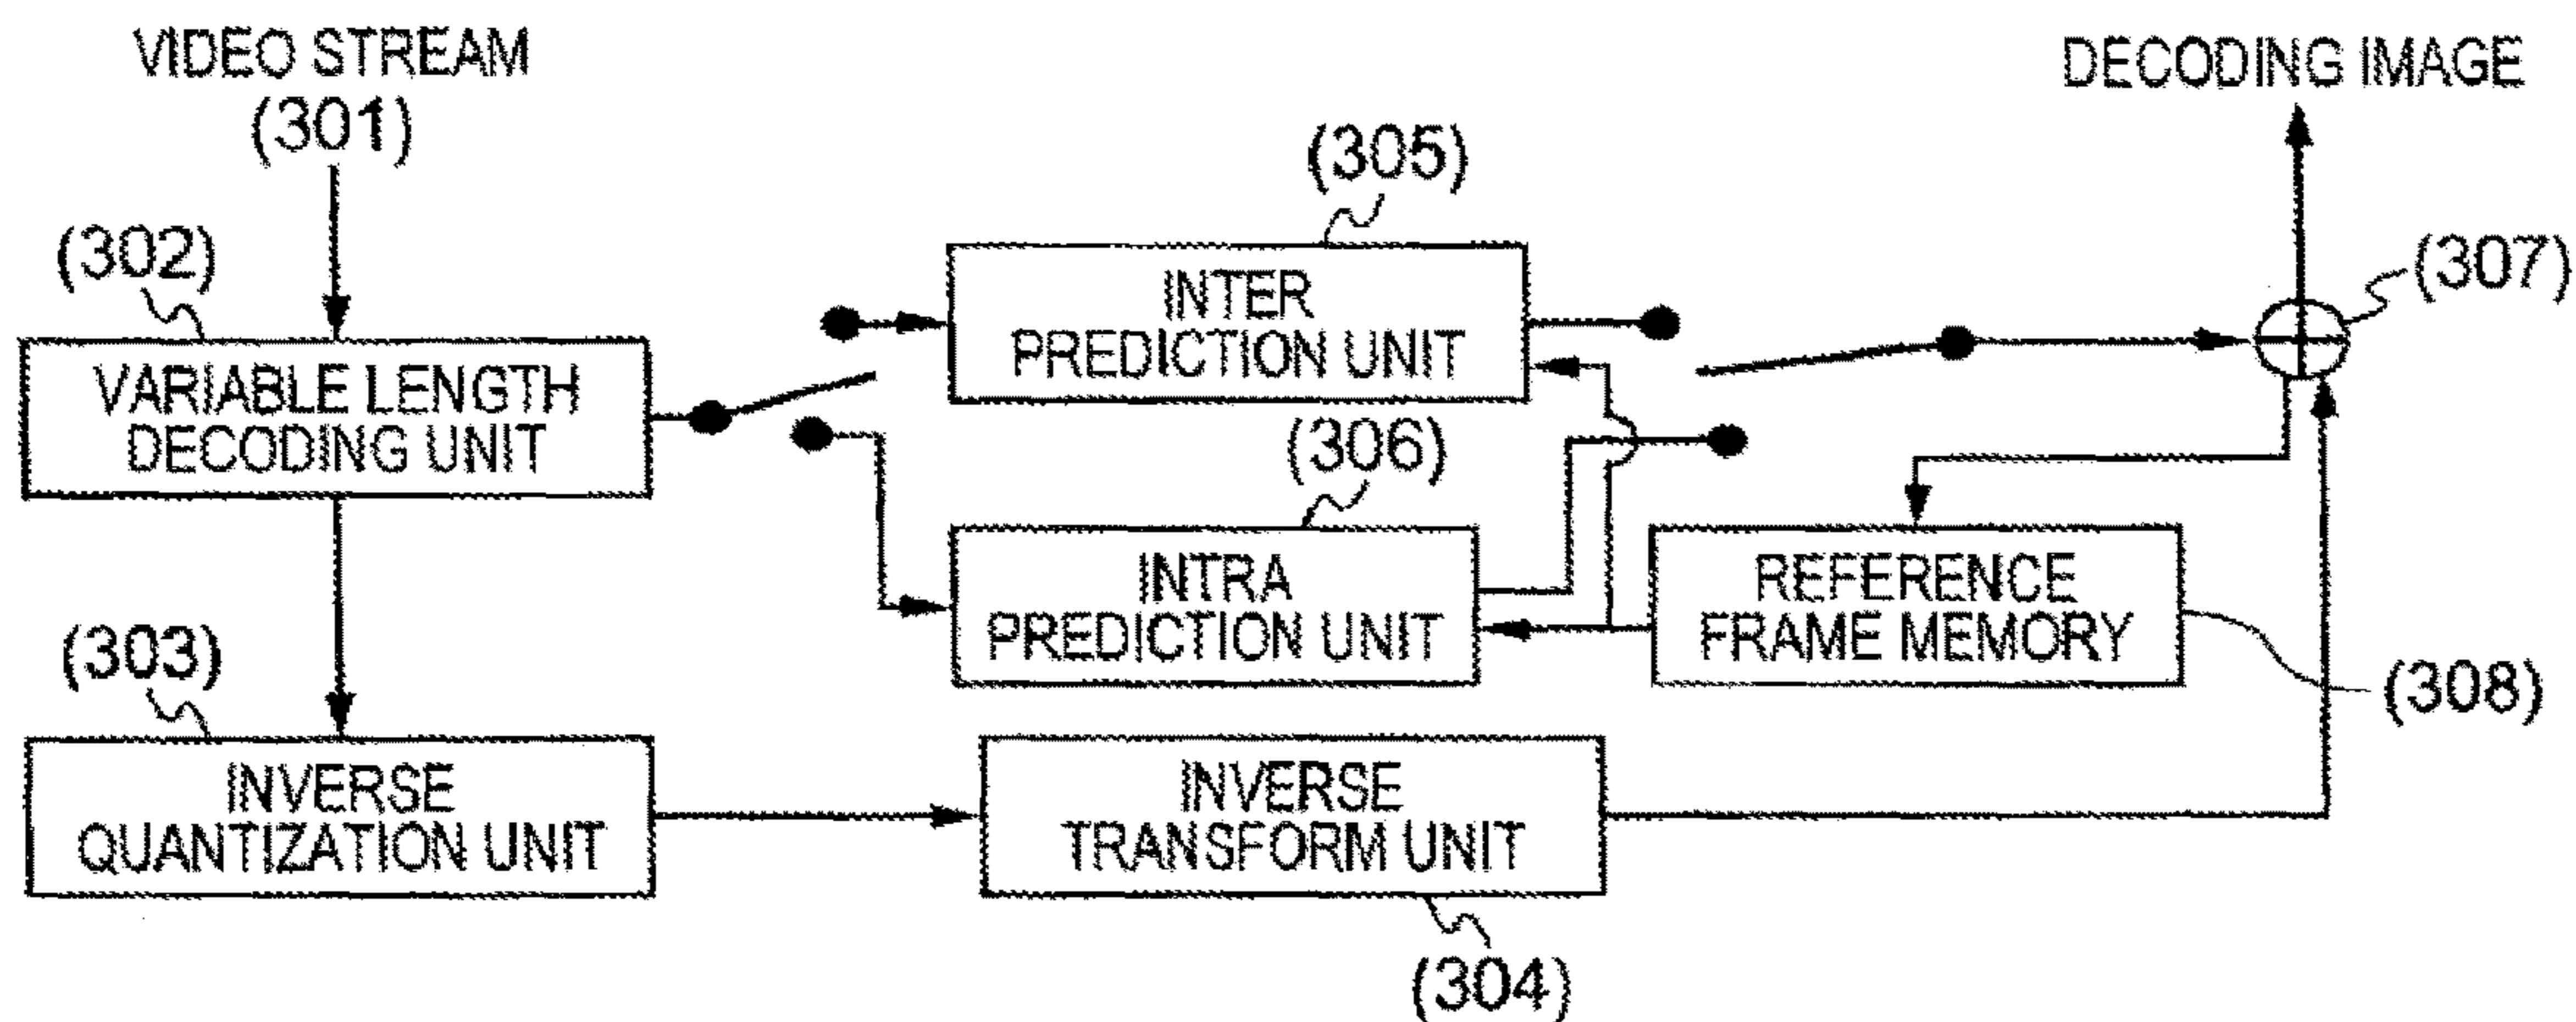 VIDEO STREAM
(301)
DECODING IMAGE
(305)
(302)
(307)
INTER
PREDICTION UNIT
VARIABLE LENGTH
DECODING UNIT
(306)
INTRA
PREDICTION UNIT
REFERENCE
FRAME MEMORY
(303)
(308)
INVERSE
QUANTIZATION UNIT
INVERSE
TRANSFORM UNIT
(304)